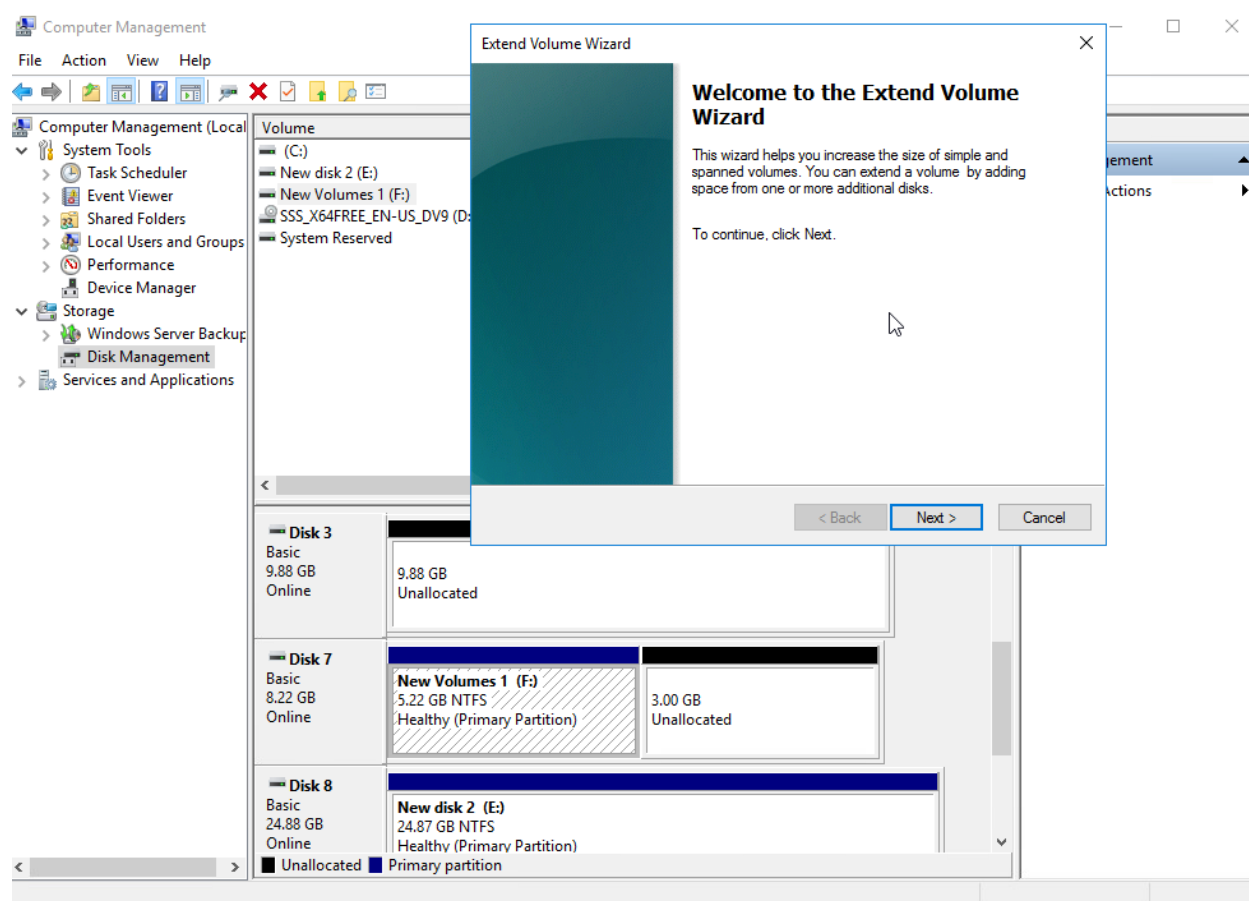 Computer Management
File Action View Help
Computer Management (Local
System Tools
Task Scheduler
Event Viewer
Shared Folders
Local Users and Groups
Performance
Device Manager
Storage
Windows Server Backup
Disk Management
Services and Applications
Volume
(C:)
New disk 2 (E:)
New Volumes 1 (F:)
SSS_X64FREE_EN-US_DV9 (D:
System Reserved
Extend Volume Wizard
Welcome to the Extend Volume
Wizard
This wizard helps you increase the size of simple and
spanned volumes. You can extend a volume by adding
space from one or more additional disks.
To continue, click Next.
< Back Next > Cancel
Disk 3
Basic
9.88 GB
Online
9.88 GB
Unallocated
Disk 7
Basic
8.22 GB
Online
New Volumes 1 (F:)
5.22 GB NTFS
Healthy (Primary Partition)
3.00 GB
Unallocated
Disk 8
Basic
24.88 GB
Online
New disk 2 (E:)
24.87 GB NTFS
Healthy (Primary Partition)
Unallocated Primary partition